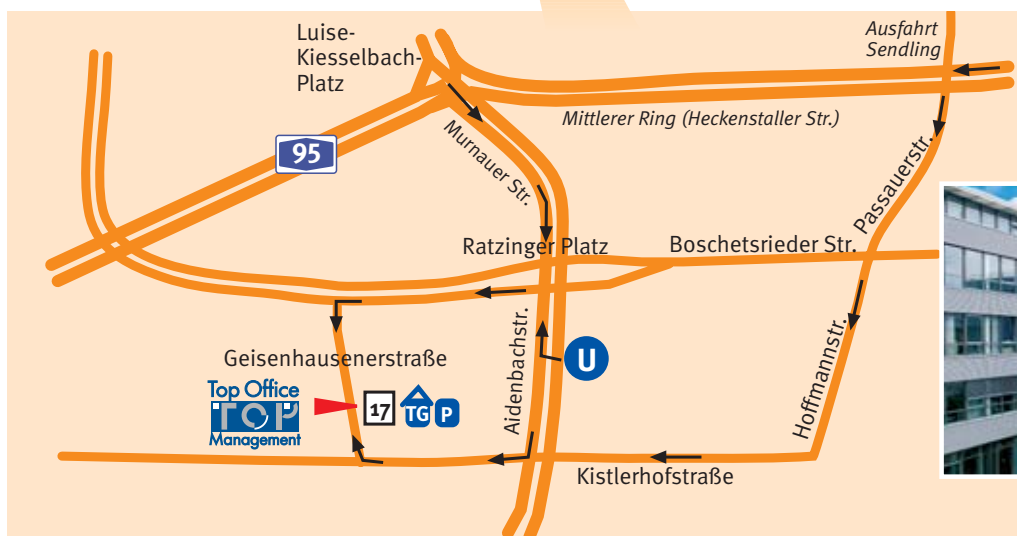 Luise-
Kiesselbach-
Platz
Ausfahrt
Sendling
Mittlerer Ring (Heckenstaller Str.)
95
Murnauer Str.
Passauerstr.
Ratzinger Platz
Boschetsrieder Str.
Geisenhausenerstraße
Aidenbachstr.
U
Hoffmannstr.
Top Office
TOP
Management
17
TG
P
Kistlerhofstraße